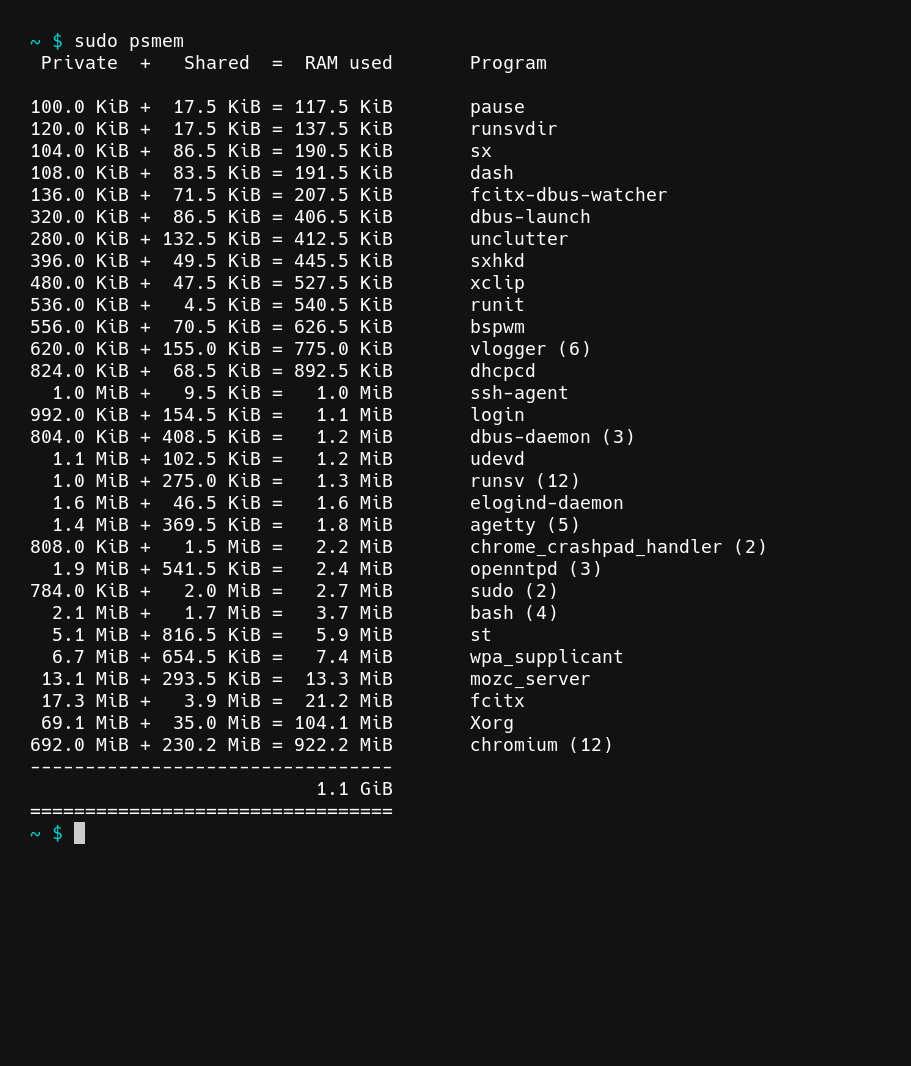 ~ $ sudo psmem
 Private  +   Shared  =  RAM used       Program

100.0 KiB +  17.5 KiB = 117.5 KiB       pause
120.0 KiB +  17.5 KiB = 137.5 KiB       runsvdir
104.0 KiB +  86.5 KiB = 190.5 KiB       sx
108.0 KiB +  83.5 KiB = 191.5 KiB       dash
136.0 KiB +  71.5 KiB = 207.5 KiB       fcitx-dbus-watcher
320.0 KiB +  86.5 KiB = 406.5 KiB       dbus-launch
280.0 KiB + 132.5 KiB = 412.5 KiB       unclutter
396.0 KiB +  49.5 KiB = 445.5 KiB       sxhkd
480.0 KiB +  47.5 KiB = 527.5 KiB       xclip
536.0 KiB +   4.5 KiB = 540.5 KiB       runit
556.0 KiB +  70.5 KiB = 626.5 KiB       bspwm
620.0 KiB + 155.0 KiB = 775.0 KiB       vlogger (6)
824.0 KiB +  68.5 KiB = 892.5 KiB       dhcpcd
  1.0 MiB +   9.5 KiB =   1.0 MiB       ssh-agent
992.0 KiB + 154.5 KiB =   1.1 MiB       login
804.0 KiB + 408.5 KiB =   1.2 MiB       dbus-daemon (3)
  1.1 MiB + 102.5 KiB =   1.2 MiB       udevd
  1.0 MiB + 275.0 KiB =   1.3 MiB       runsv (12)
  1.6 MiB +  46.5 KiB =   1.6 MiB       elogind-daemon
  1.4 MiB + 369.5 KiB =   1.8 MiB       agetty (5)
808.0 KiB +   1.5 MiB =   2.2 MiB       chrome_crashpad_handler (2)
  1.9 MiB + 541.5 KiB =   2.4 MiB       openntpd (3)
784.0 KiB +   2.0 MiB =   2.7 MiB       sudo (2)
  2.1 MiB +   1.7 MiB =   3.7 MiB       bash (4)
  5.1 MiB + 816.5 KiB =   5.9 MiB       st
  6.7 MiB + 654.5 KiB =   7.4 MiB       wpa_supplicant
 13.1 MiB + 293.5 KiB =  13.3 MiB       mozc_server
 17.3 MiB +   3.9 MiB =  21.2 MiB       fcitx
 69.1 MiB +  35.0 MiB = 104.1 MiB       Xorg
692.0 MiB + 230.2 MiB = 922.2 MiB       chromium (12)
---------------------------------
                          1.1 GiB
=================================
~ $